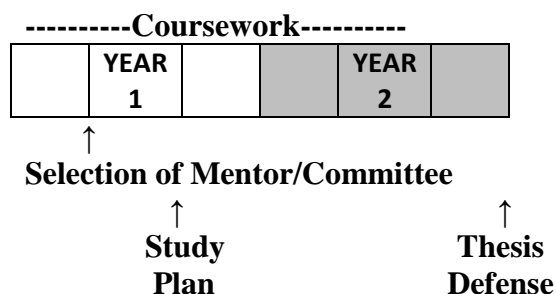 ----------Coursework----------
YEAR YEAR
1 2
↑
Selection of Mentor/Committee
↑ ↑
Study Thesis
Plan Defense